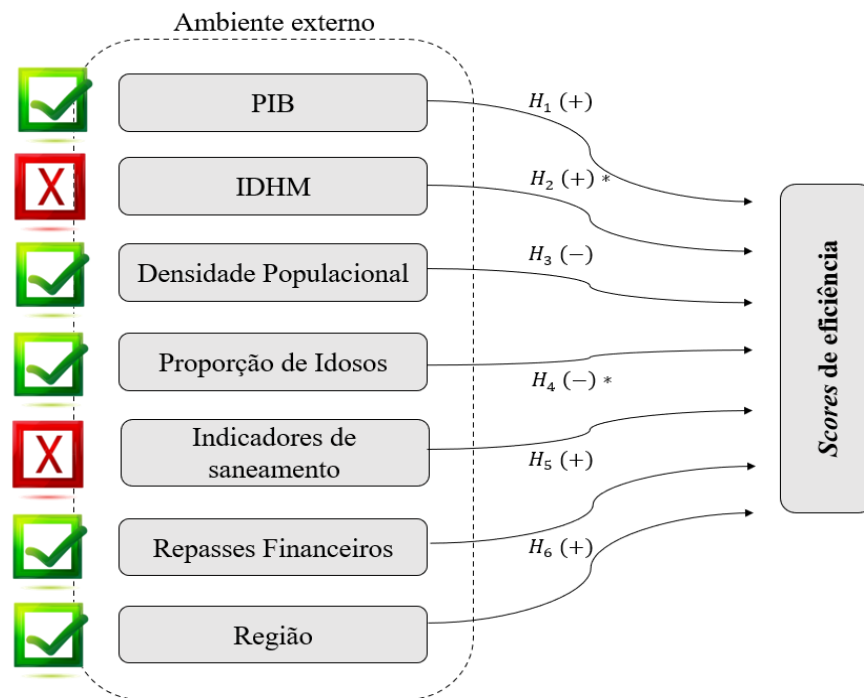 Ambiente externo
PIB
H₁ (+)
X
IDHM
H₂ (+) *
Densidade Populacional
H₃ (−)
Proporção de Idosos
H₄ (−) *
X
Indicadores de
saneamento
H₅ (+)
Repasses Financeiros
H₆ (+)
Região
Scores de eficiência